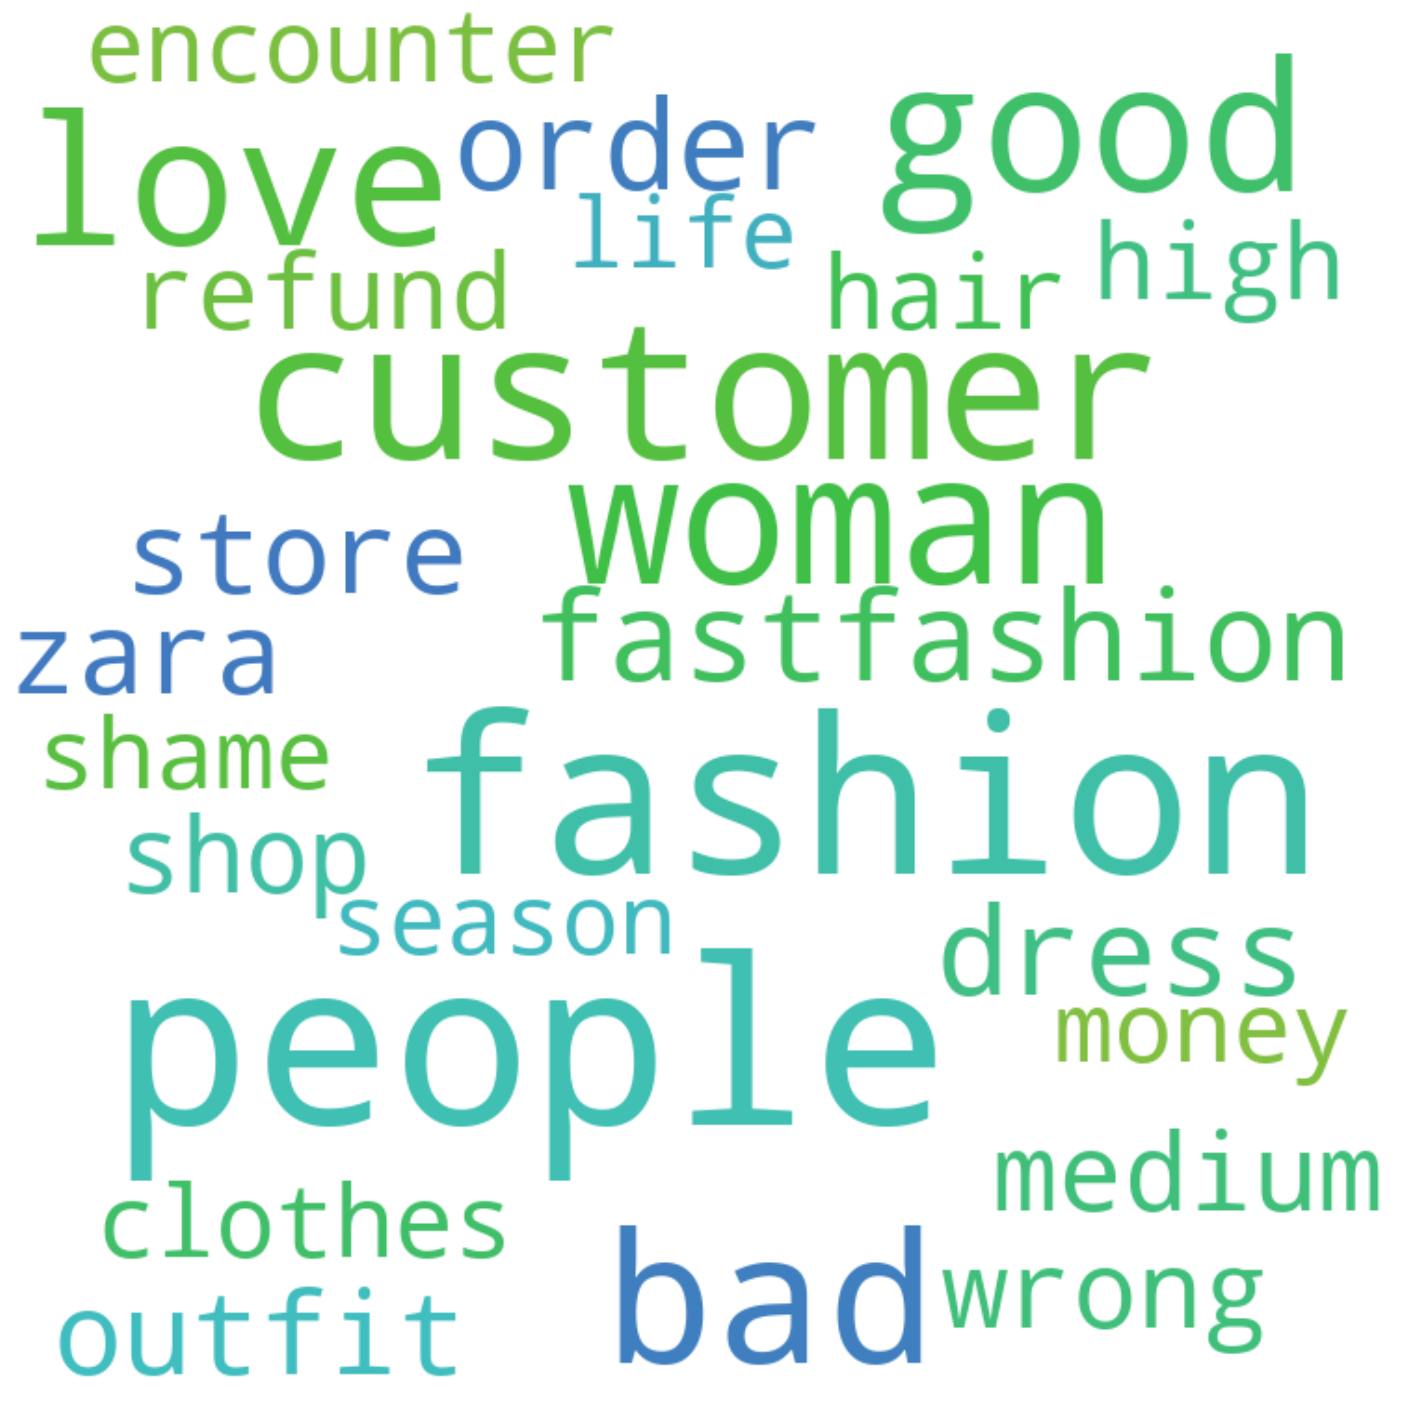 encounter
love order good
life
refund hair high
customer
woman
store
fastfashion
zara
fashion
shame
shop
season
dress
people
money
medium
clothes
bad wrong
outfit